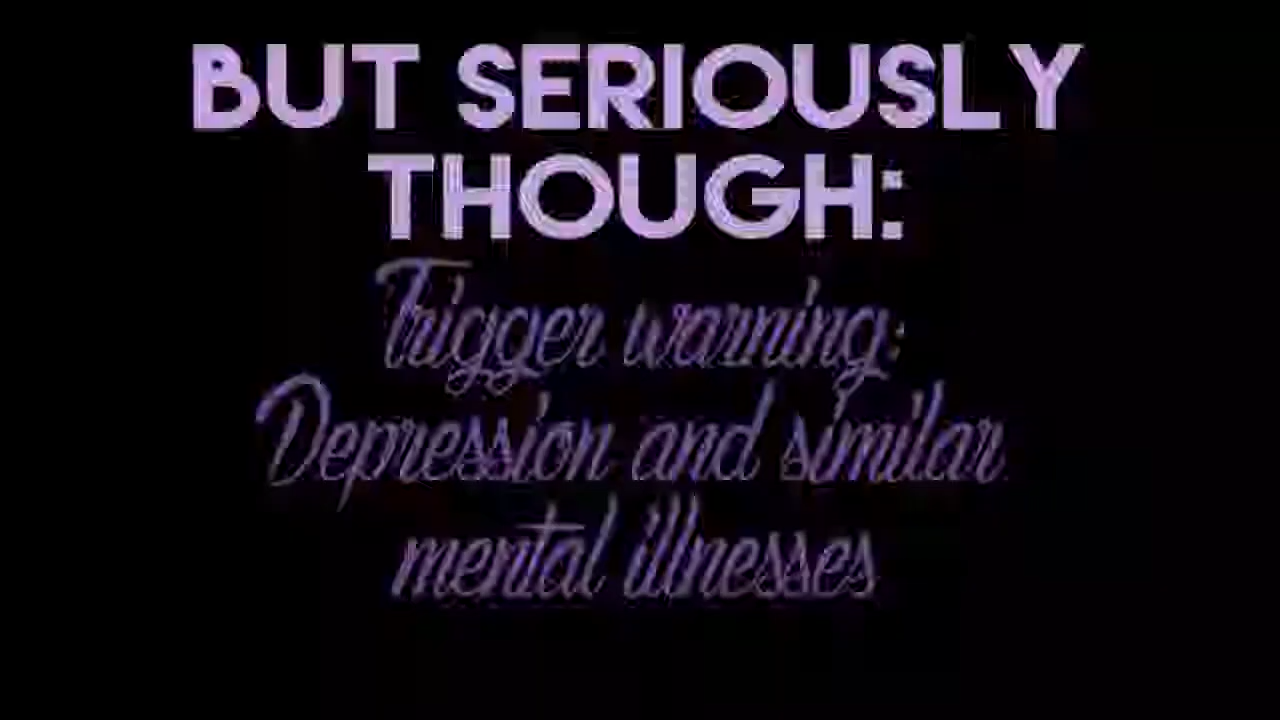 BUT SERIOUSLY
THOUGH:
Trigger warning:
Depression and similar
mental illnesses